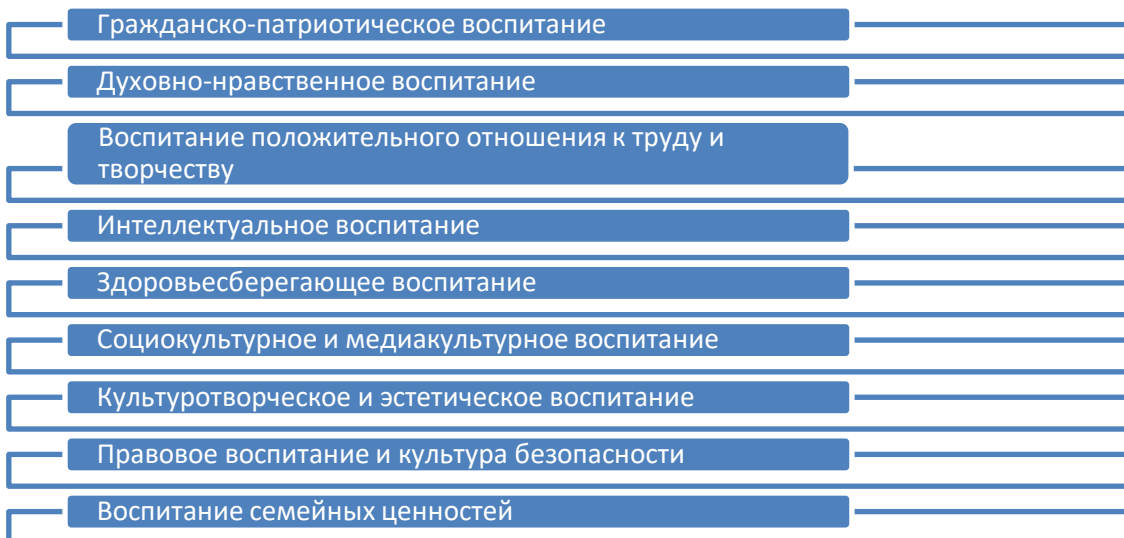 Гражданско-патриотическое воспитание
Духовно-нравственное воспитание
Воспитание положительного отношения к труду и
творчеству
Интеллектуальное воспитание
Здоровьесберегающее воспитание
Социокультурное и медиакультурное воспитание
Культуротворческое и эстетическое воспитание
Правовое воспитание и культура безопасности
Воспитание семейных ценностей